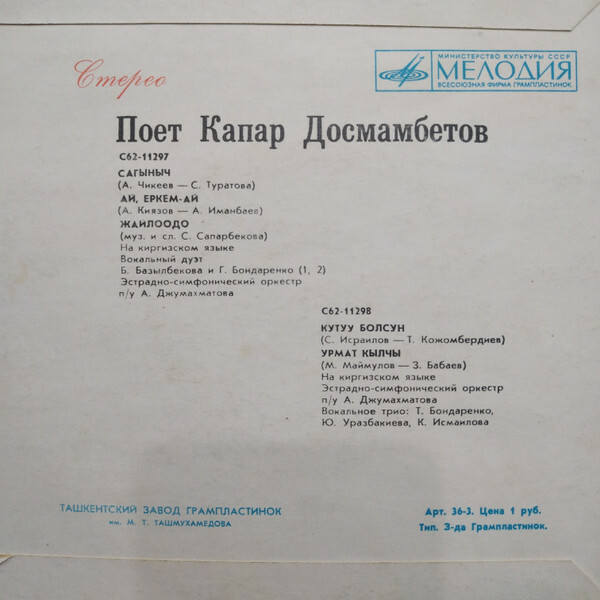 Стерео
МИНИСТЕРСТВО КУЛЬТУРЫ СССР
МЕЛОДИЯ
ВСЕСОЮЗНАЯ ФИРМА ГРАМПЛАСТИНОК
Поет Капар Досмамбетов
С62-11297
САГЫНЫЧ
(А. Чикеев — С. Туратова)
АЙ, ЕРКЕМ-АЙ
(А. Киязов — А. Иманбаев)
ЖАЙЛООДО
(муз. и сл. С. Сапарбекова)
На киргизском языке
Вокальный дуэт
Б. Базылбекова и Г. Бондаренко (1, 2)
Эстрадно-симфонический оркестр
п/у А. Джумахматова
С62-11298
КУТУУ БОЛСУН
(С. Исраилов — Т. Кожомбердиев)
УРМАТ КЫЛЧЫ
(М. Маймулов — З. Бабаев)
На киргизском языке
Эстрадно-симфонический оркестр
п/у А. Джумахматова
Вокальное трио: Т. Бондаренко,
Ю. Уразбакиева, К. Исмаилова
ТАШКЕНТСКИЙ ЗАВОД ГРАМПЛАСТИНОК
им. М. Т. ТАШМУХАМЕДОВА
Арт. 36-3. Цена 1 руб.
Тип. З-да Грампластинок.